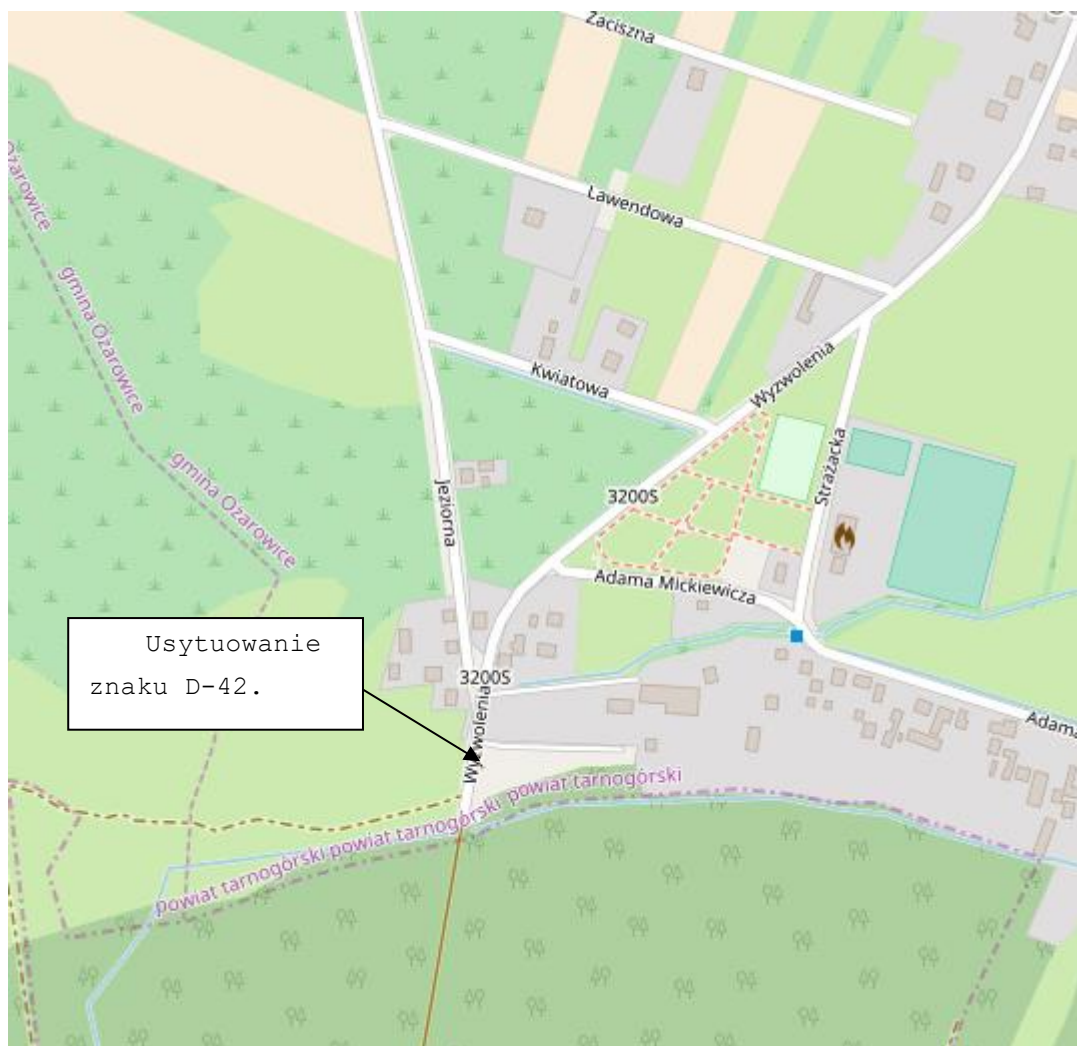 Zaciszna
Lawendowa
Ożarowice
gmina Ożarowice
Kwiatowa
Wyzwolenia
Strażacka
gmina Ożarowice
Jeziorna
3200S
Adama Mickiewicza
Usytuowanie
znaku D-42.
3200S
Wyzwolenia
Adama
powiat tarnogórski
powiat tarnogórski
powiat tarnogórski